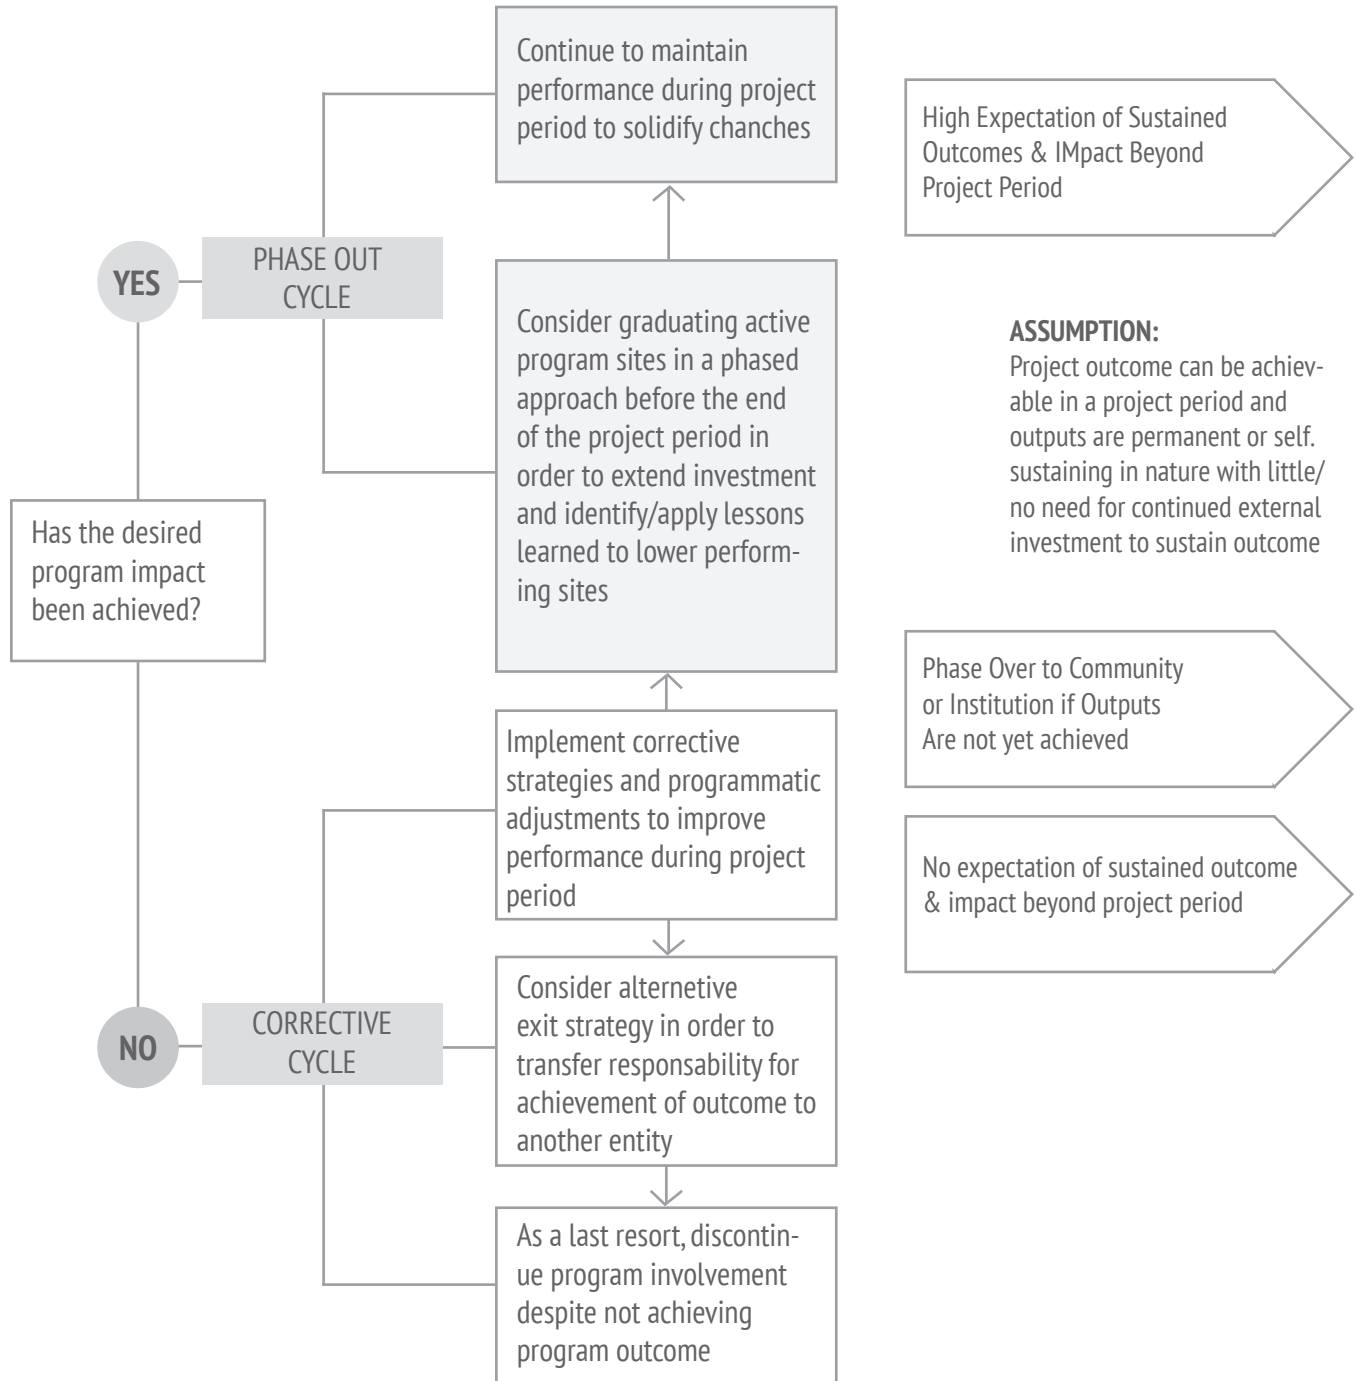 Continue to maintain
performance during project
period to solidify chanches
High Expectation of Sustained
Outcomes & IMpact Beyond
Project Period
YES
PHASE OUT
CYCLE
Consider graduating active
program sites in a phased
approach before the end
of the project period in
order to extend investment
and identify/apply lessons
learned to lower perform-
ing sites
ASSUMPTION:
Project outcome can be achiev-
able in a project period and
outputs are permanent or self.
sustaining in nature with little/
no need for continued external
investment to sustain outcome
Has the desired
program impact
been achieved?
Phase Over to Community
or Institution if Outputs
Are not yet achieved
Implement corrective
strategies and programmatic
adjustments to improve
performance during project
period
No expectation of sustained outcome
& impact beyond project period
NO
CORRECTIVE
CYCLE
Consider alternetive
exit strategy in order to
transfer responsability for
achievement of outcome to
another entity
As a last resort, discontin-
ue program involvement
despite not achieving
program outcome